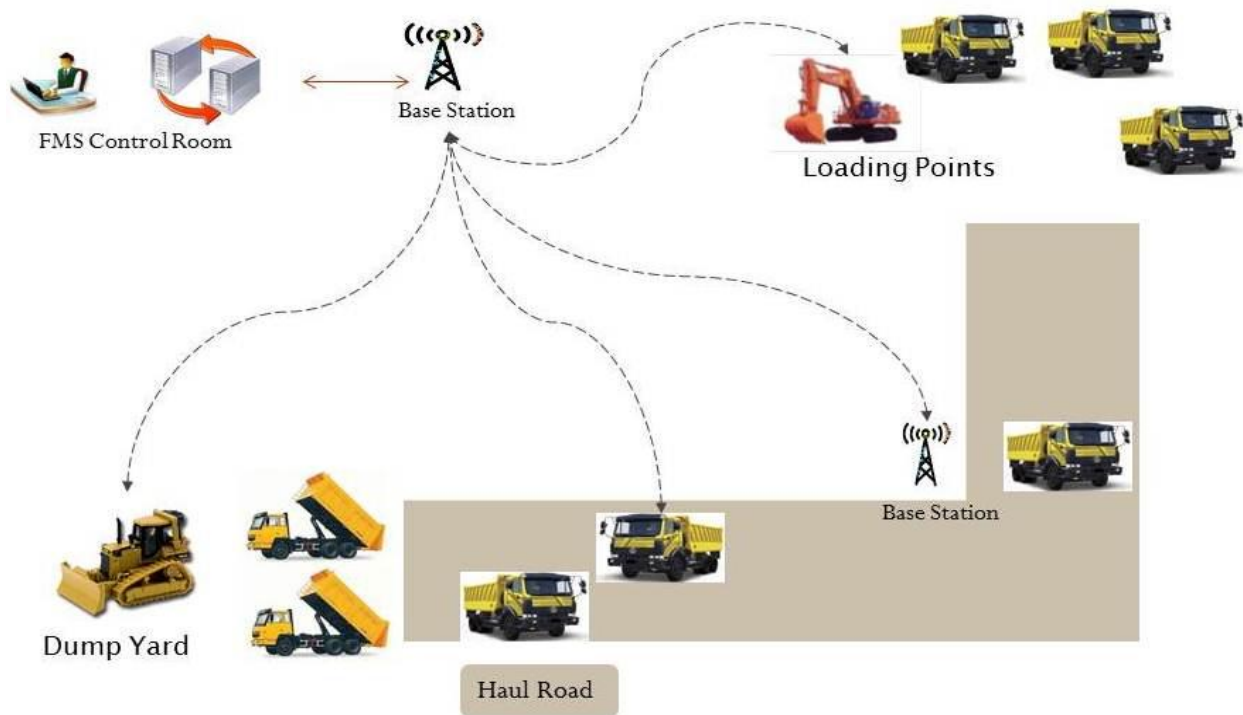 Base Station
FMS Control Room
Loading Points
Base Station
Dump Yard
Haul Road